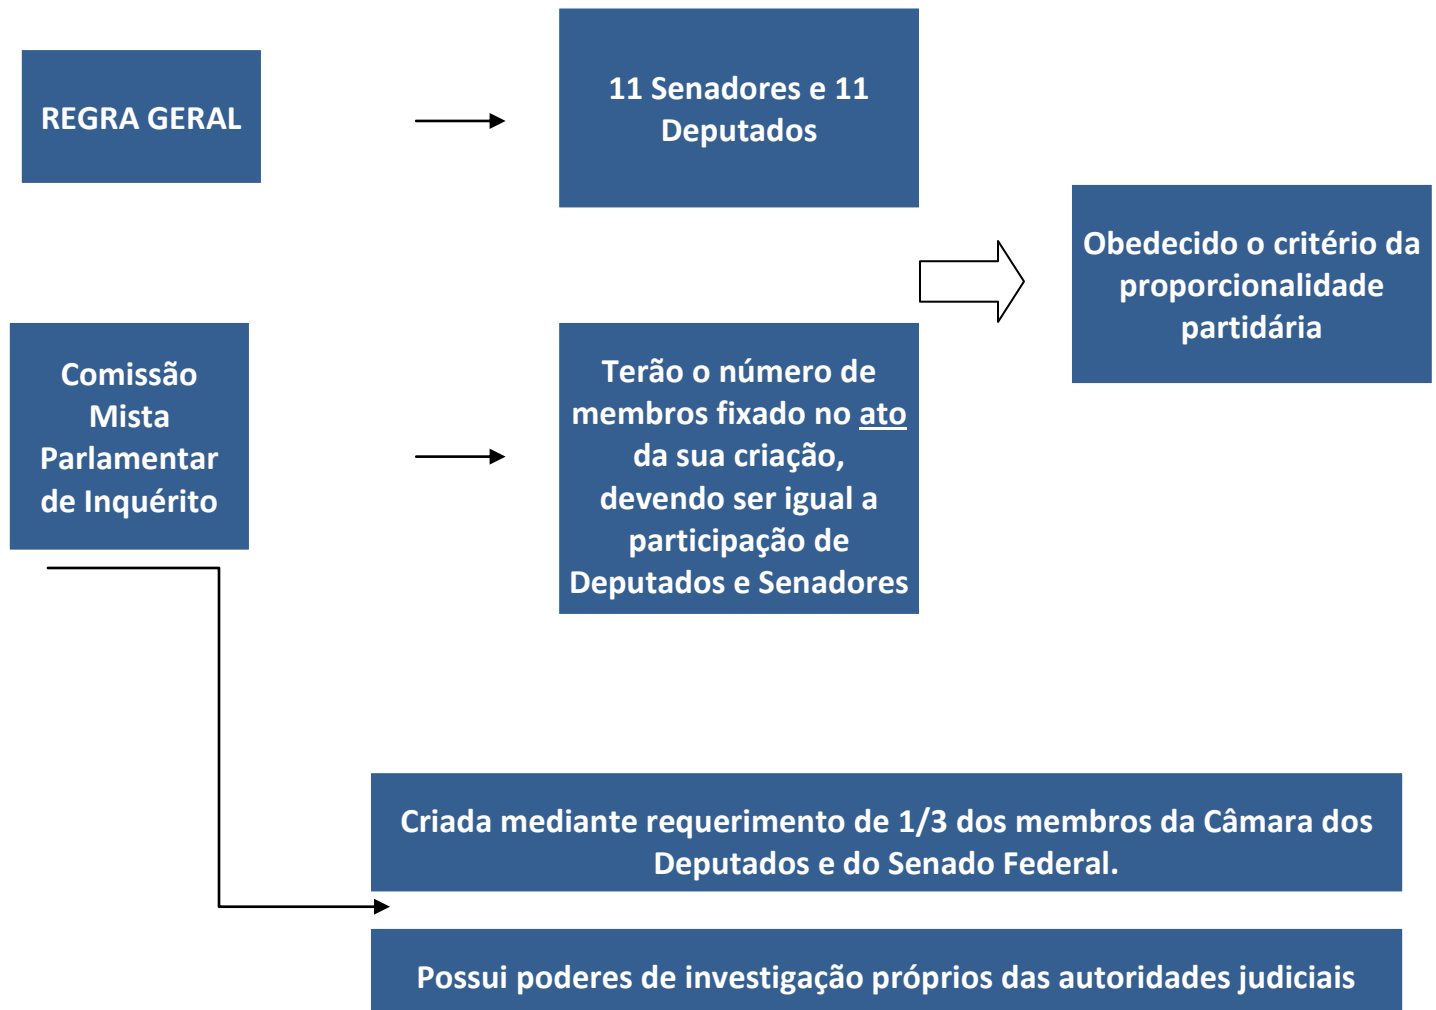 REGRA GERAL
11 Senadores e 11
Deputados
Obedecido o critério da
proporcionalidade
partidária
Comissão
Mista
Parlamentar
de Inquérito
Terão o número de
membros fixado no ato
da sua criação,
devendo ser igual a
participação de
Deputados e Senadores
Criada mediante requerimento de 1/3 dos membros da Câmara dos
Deputados e do Senado Federal.
Possui poderes de investigação próprios das autoridades judiciais